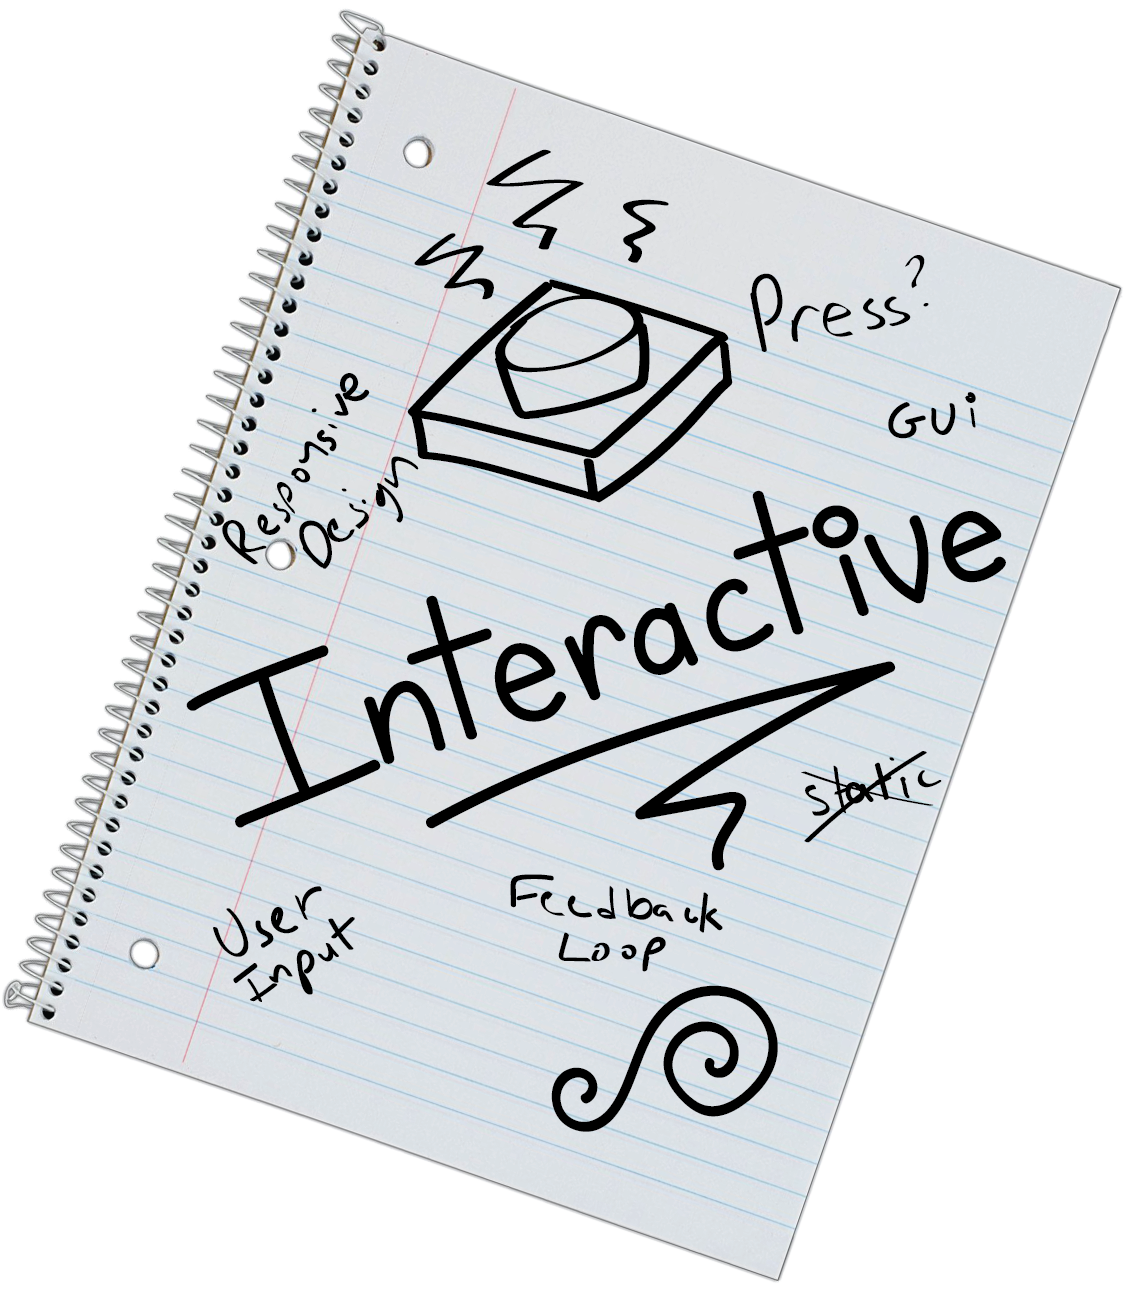 Press?
GUi
Responsive
Design
Interactive
static
Feedback
Loop
User
Input